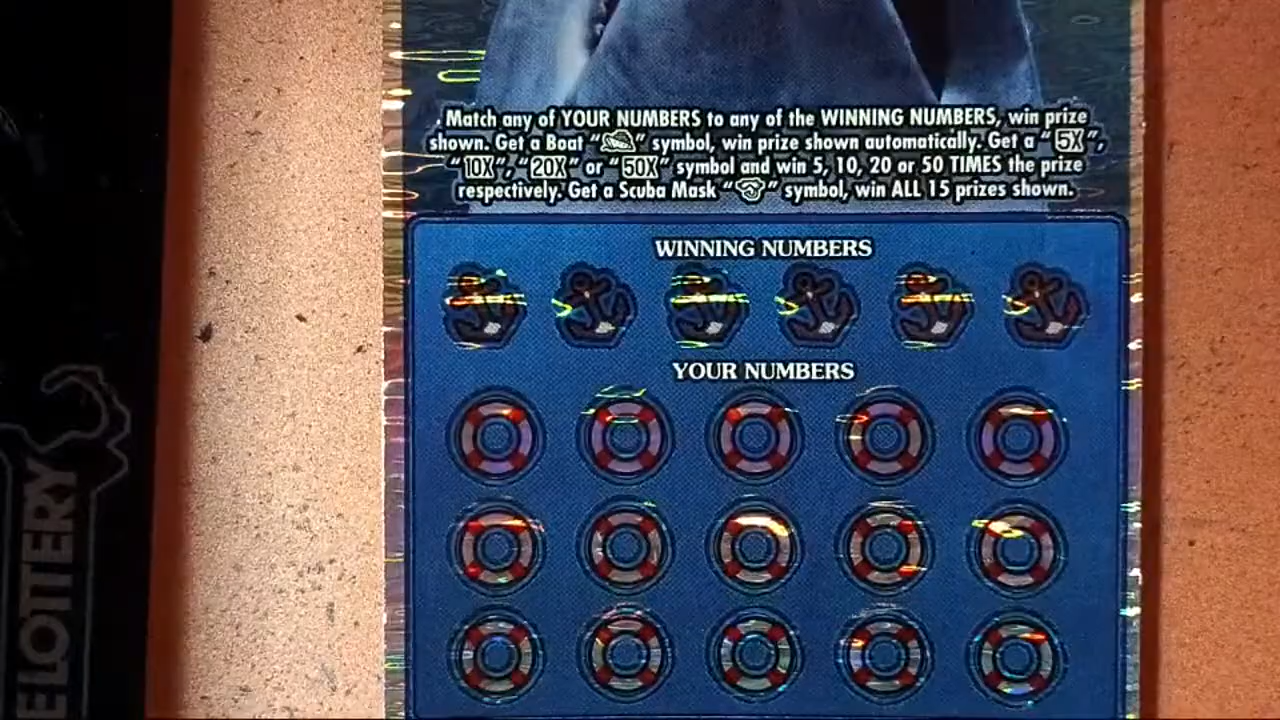 Match any of YOUR NUMBERS to any of the WINNING NUMBERS, win prize
shown. Get a Boat “ ” symbol, win prize shown automatically. Get a “5X”,
“10X”, “20X” or “50X” symbol and win 5, 10, 20 or 50 TIMES the prize
respectively. Get a Scuba Mask “ ” symbol, win ALL 15 prizes shown.
WINNING NUMBERS
YOUR NUMBERS
ELOTTERY